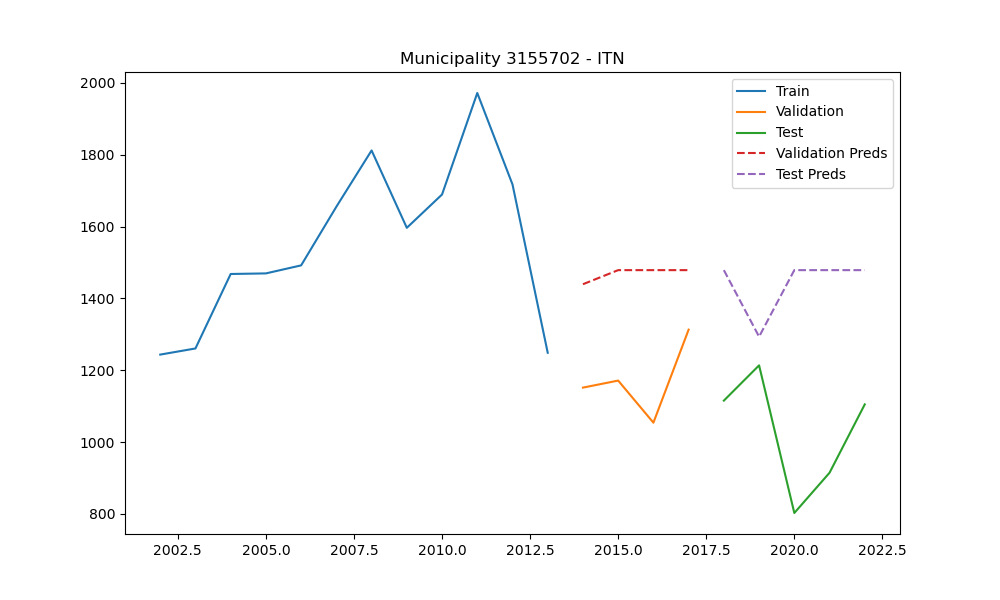 Municipality 3155702 - ITN
2000
1800
1600
1400
1200
1000
800
2002.5 2005.0 2007.5 2010.0 2012.5 2015.0 2017.5 2020.0 2022.5
Train
Validation
Test
Validation Preds
Test Preds